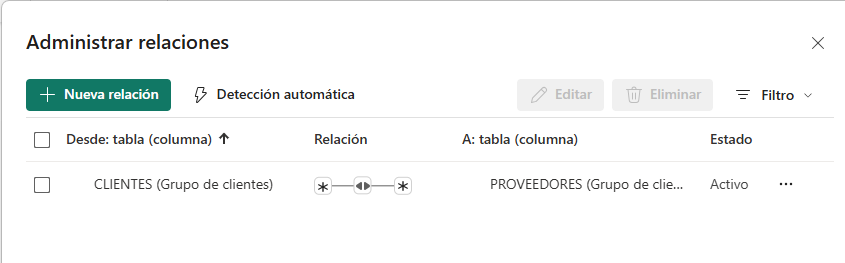 Administrar relaciones
Nueva relación Detección automática Editar Eliminar Filtro
Desde: tabla (columna) Relación A: tabla (columna) Estado
CLIENTES (Grupo de clientes) * * PROVEEDORES (Grupo de clie... Activo ...